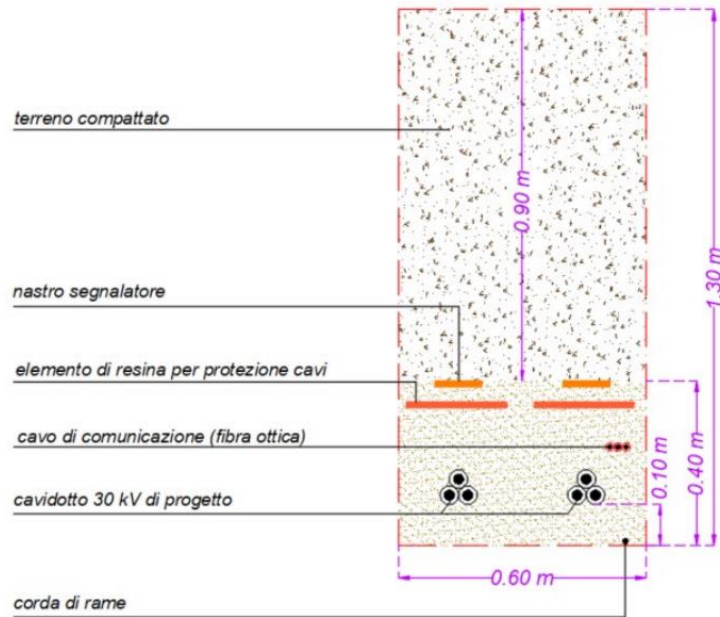 terreno compattato
0.90 m
1.30 m
nastro segnalatore
elemento di resina per protezione cavi
cavo di comunicazione (fibra ottica)
0.10 m
0.40 m
cavidotto 30 kV di progetto
0.60 m
corda di rame